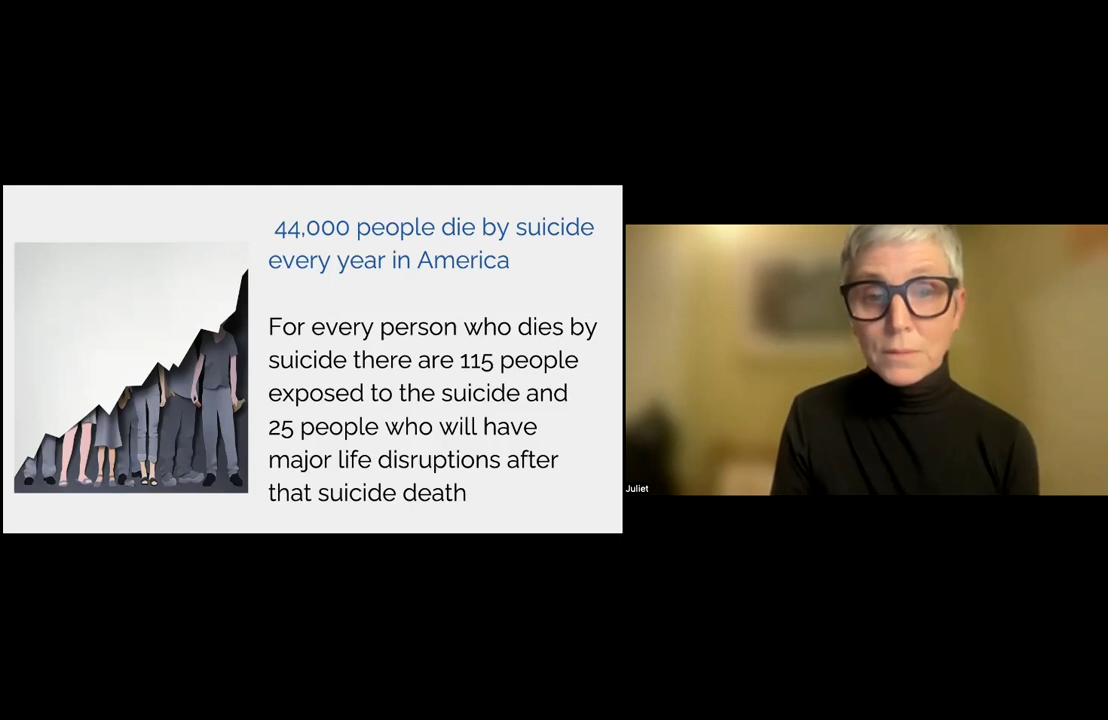 44,000 people die by suicide
every year in America
For every person who dies by
suicide there are 115 people
exposed to the suicide and
25 people who will have
major life disruptions after
that suicide death
Juliet